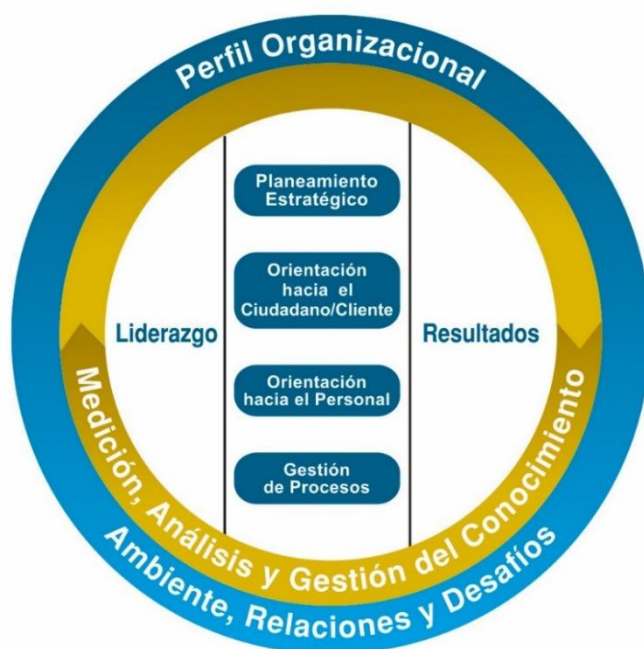 Perfil Organizacional
Planeamiento
Estratégico
Orientación
hacia el
Ciudadano/Cliente
Liderazgo
Resultados
Orientación
hacia el Personal
Gestión
de Procesos
Medición, Análisis y Gestión del Conocimiento
Ambiente, Relaciones y Desafíos